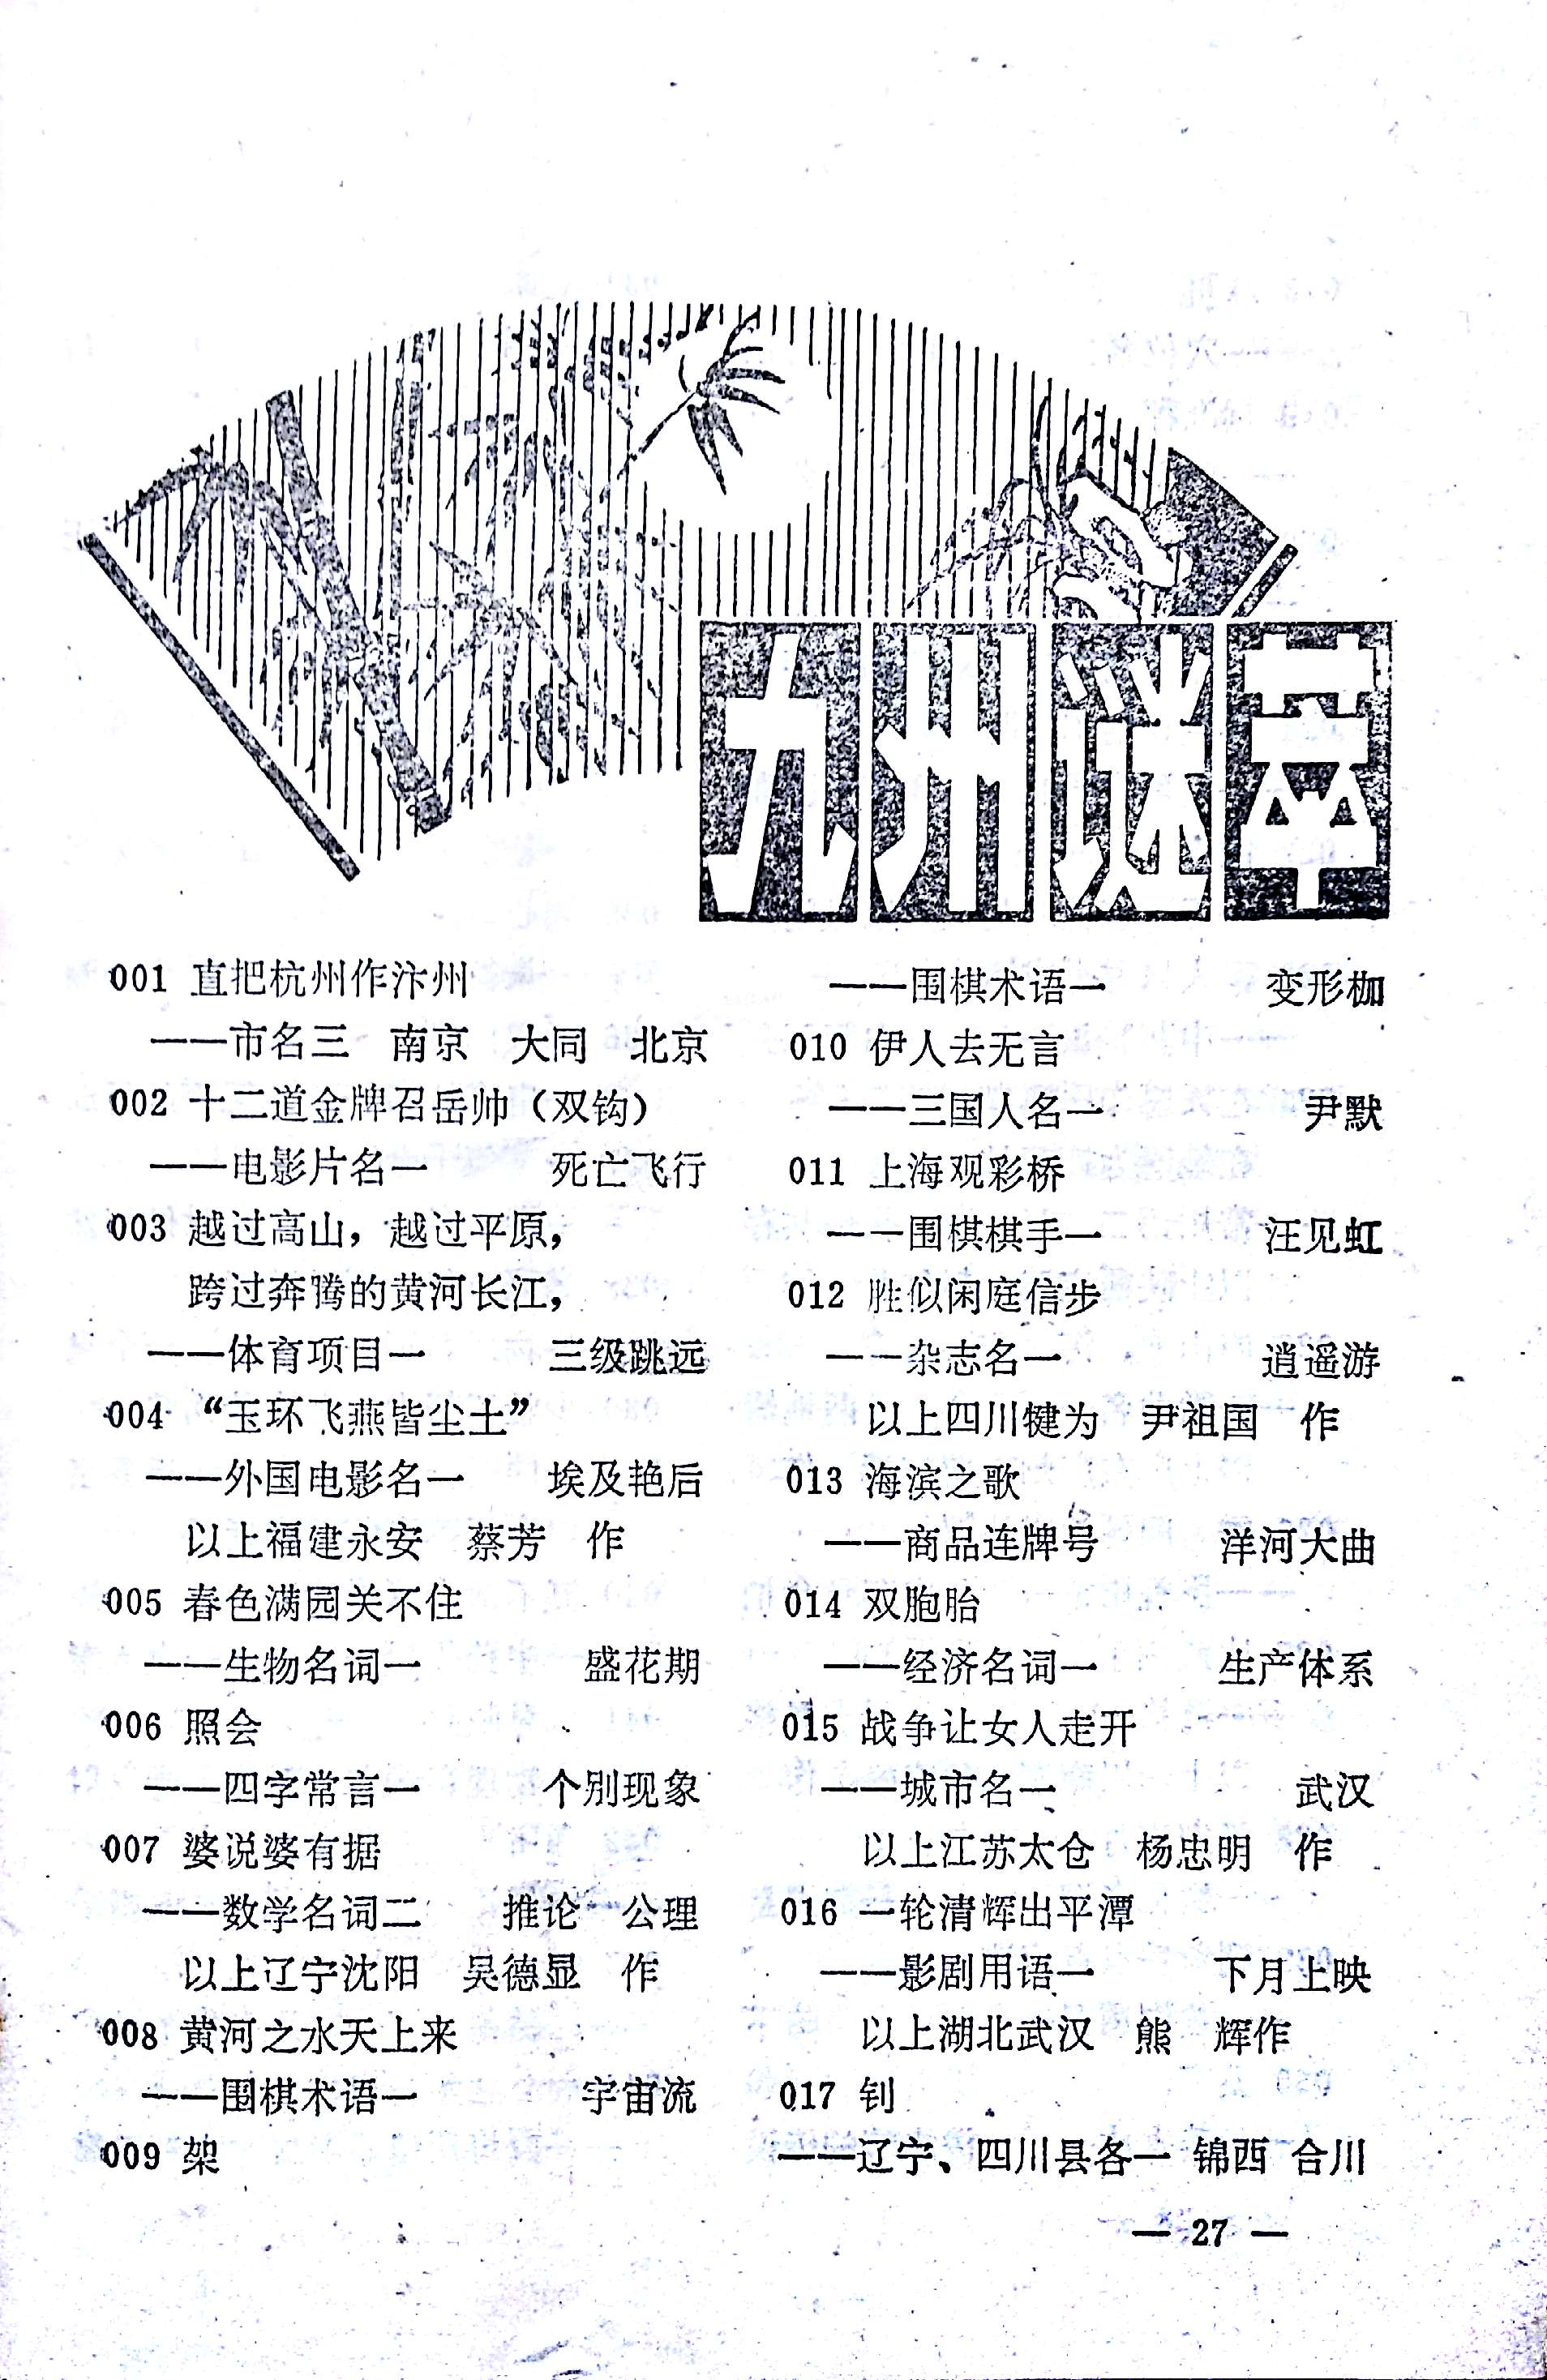 九州谜萃
001 直把杭州作汴州
——市名三 南京 大同 北京
002 十二道金牌召岳帅（双钩）
——电影片名一 死亡飞行
003 越过高山，越过平原，
跨过奔腾的黄河长江，
——体育项目一 三级跳远
004 “玉环飞燕皆尘土”
——外国电影名一 埃及艳后
以上福建永安 蔡芳 作
005 春色满园关不住
——生物名词一 盛花期
006 照会
——四字常言一 个别现象
007 婆说婆有据
——数学名词二 推论 公理
以上辽宁沈阳 吴德显 作
008 黄河之水天上来
——围棋术语一 宇宙流
009 架
——围棋术语一 变形枷
010 伊人去无言
——三国人名一 尹默
011 上海观彩桥
——围棋棋手一 汪见虹
012 胜似闲庭信步
——杂志名一 逍遥游
以上四川犍为 尹祖国 作
013 海滨之歌
——商品连牌号 洋河大曲
014 双胞胎
——经济名词一 生产体系
015 战争让女人走开
——城市名一 武汉
以上江苏太仓 杨忠明 作
016 一轮清辉出平潭
——影剧用语一 下月上映
以上湖北武汉 熊 辉作
017 钊
——辽宁、四川县各一 锦西 合川
— 27 —